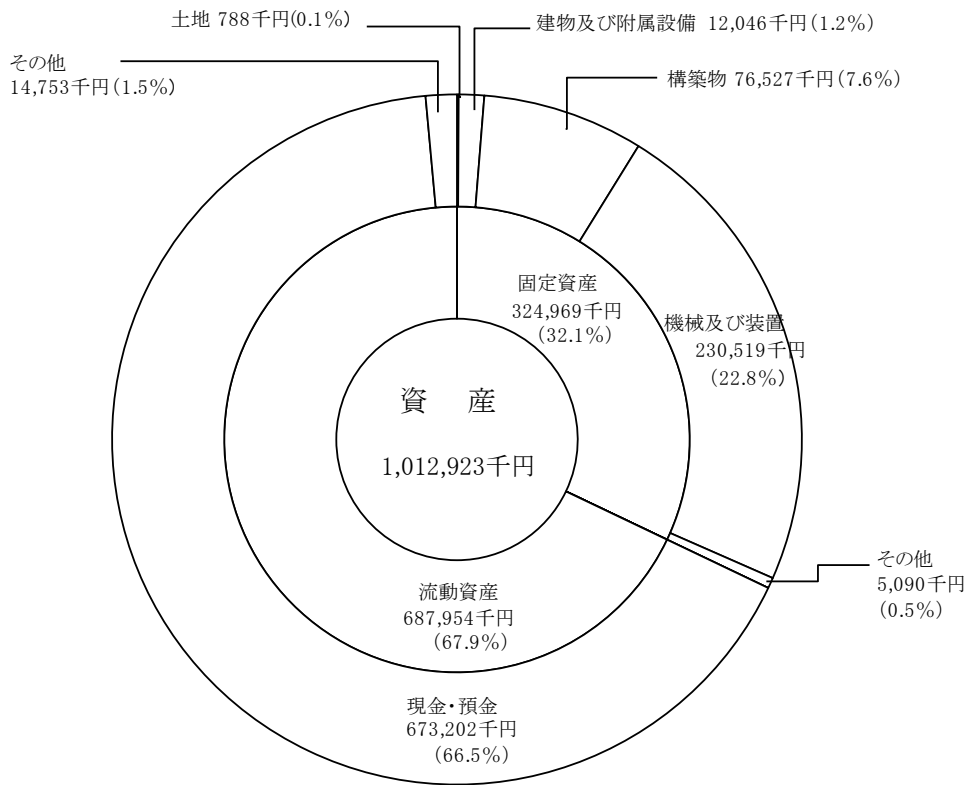 土地 788千円(0.1%)
建物及び附属設備 12,046千円(1.2%)
その他
14,753千円(1.5%)
構築物 76,527千円(7.6%)
固定資産
324,969千円
(32.1%)
機械及び装置
230,519千円
(22.8%)
資 産
1,012,923千円
その他
5,090千円
(0.5%)
流動資産
687,954千円
(67.9%)
現金・預金
673,202千円
(66.5%)